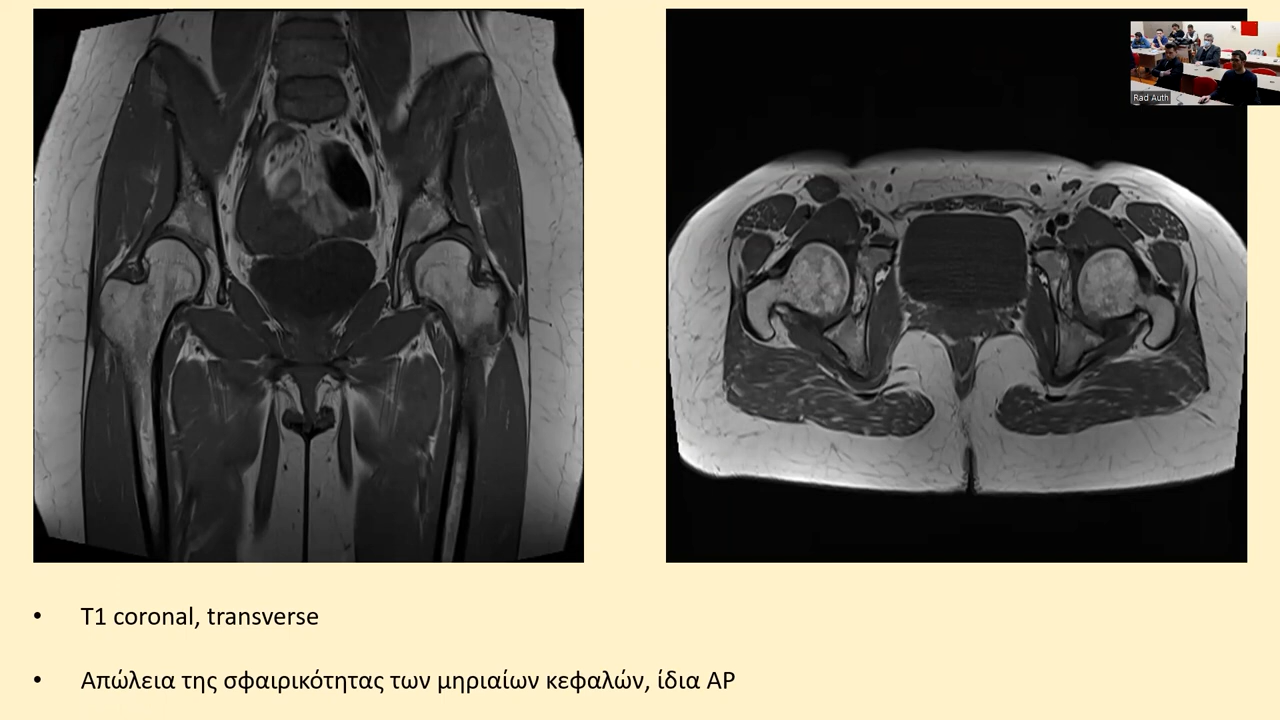 Rad Auth
• T1 coronal, transverse
• Απώλεια της σφαιρικότητας των μηριαίων κεφαλών, ίδια ΑΡ